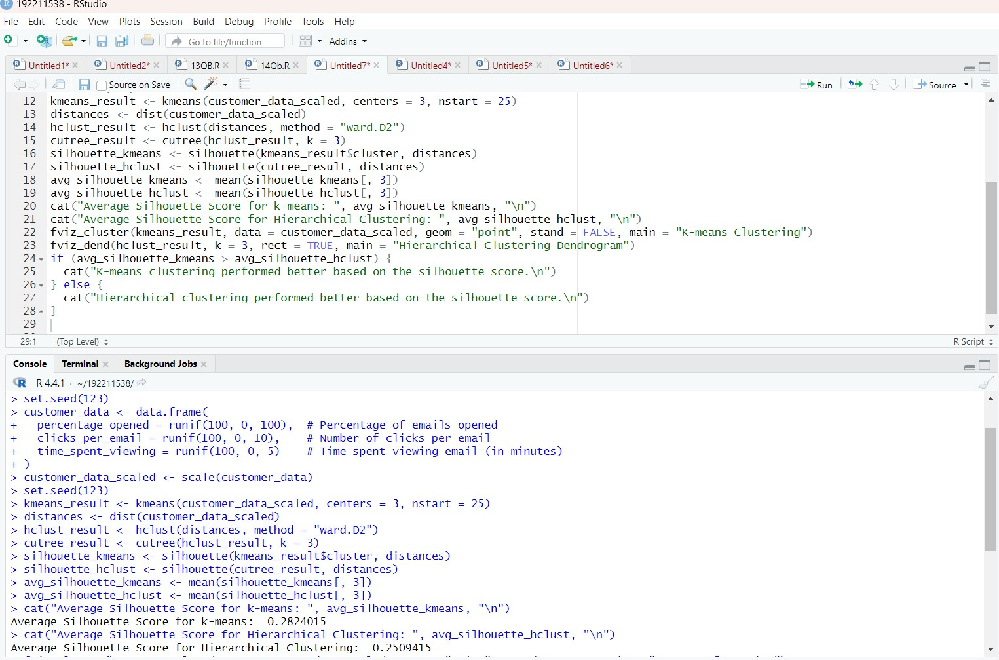 192211538 - RStudio
File Edit Code View Plots Session Build Debug Profile Tools Help
Go to file/function Addins
Untitled1* Untitled2* 13QB.R 14Qb.R Untitled7* Untitled4* Untitled5* Untitled6*
Source on Save Run Source
12 kmeans_result <- kmeans(customer_data_scaled, centers = 3, nstart = 25)
13 distances <- dist(customer_data_scaled)
14 hclust_result <- hclust(distances, method = "ward.D2")
15 cutree_result <- cutree(hclust_result, k = 3)
16 silhouette_kmeans <- silhouette(kmeans_result$cluster, distances)
17 silhouette_hclust <- silhouette(cutree_result, distances)
18 avg_silhouette_kmeans <- mean(silhouette_kmeans[, 3])
19 avg_silhouette_hclust <- mean(silhouette_hclust[, 3])
20 cat("Average Silhouette Score for k-means: ", avg_silhouette_kmeans, "\n")
21 cat("Average Silhouette Score for Hierarchical Clustering: ", avg_silhouette_hclust, "\n")
22 fviz_cluster(kmeans_result, data = customer_data_scaled, geom = "point", stand = FALSE, main = "K-means Clustering")
23 fviz_dend(hclust_result, k = 3, rect = TRUE, main = "Hierarchical Clustering Dendrogram")
24 if (avg_silhouette_kmeans > avg_silhouette_hclust) {
25 cat("K-means clustering performed better based on the silhouette score.\n")
26 } else {
27 cat("Hierarchical clustering performed better based on the silhouette score.\n")
28 }
29
29:1 (Top Level) R Script
Console Terminal Background Jobs
R R 4.4.1 · ~/192211538/
> set.seed(123)
> customer_data <- data.frame(
+ percentage_opened = runif(100, 0, 100), # Percentage of emails opened
+ clicks_per_email = runif(100, 0, 10), # Number of clicks per email
+ time_spent_viewing = runif(100, 0, 5) # Time spent viewing email (in minutes)
+ )
> customer_data_scaled <- scale(customer_data)
> set.seed(123)
> kmeans_result <- kmeans(customer_data_scaled, centers = 3, nstart = 25)
> distances <- dist(customer_data_scaled)
> hclust_result <- hclust(distances, method = "ward.D2")
> cutree_result <- cutree(hclust_result, k = 3)
> silhouette_kmeans <- silhouette(kmeans_result$cluster, distances)
> silhouette_hclust <- silhouette(cutree_result, distances)
> avg_silhouette_kmeans <- mean(silhouette_kmeans[, 3])
> avg_silhouette_hclust <- mean(silhouette_hclust[, 3])
> cat("Average Silhouette Score for k-means: ", avg_silhouette_kmeans, "\n")
Average Silhouette Score for k-means:  0.2824015
> cat("Average Silhouette Score for Hierarchical Clustering: ", avg_silhouette_hclust, "\n")
Average Silhouette Score for Hierarchical Clustering:  0.2509415